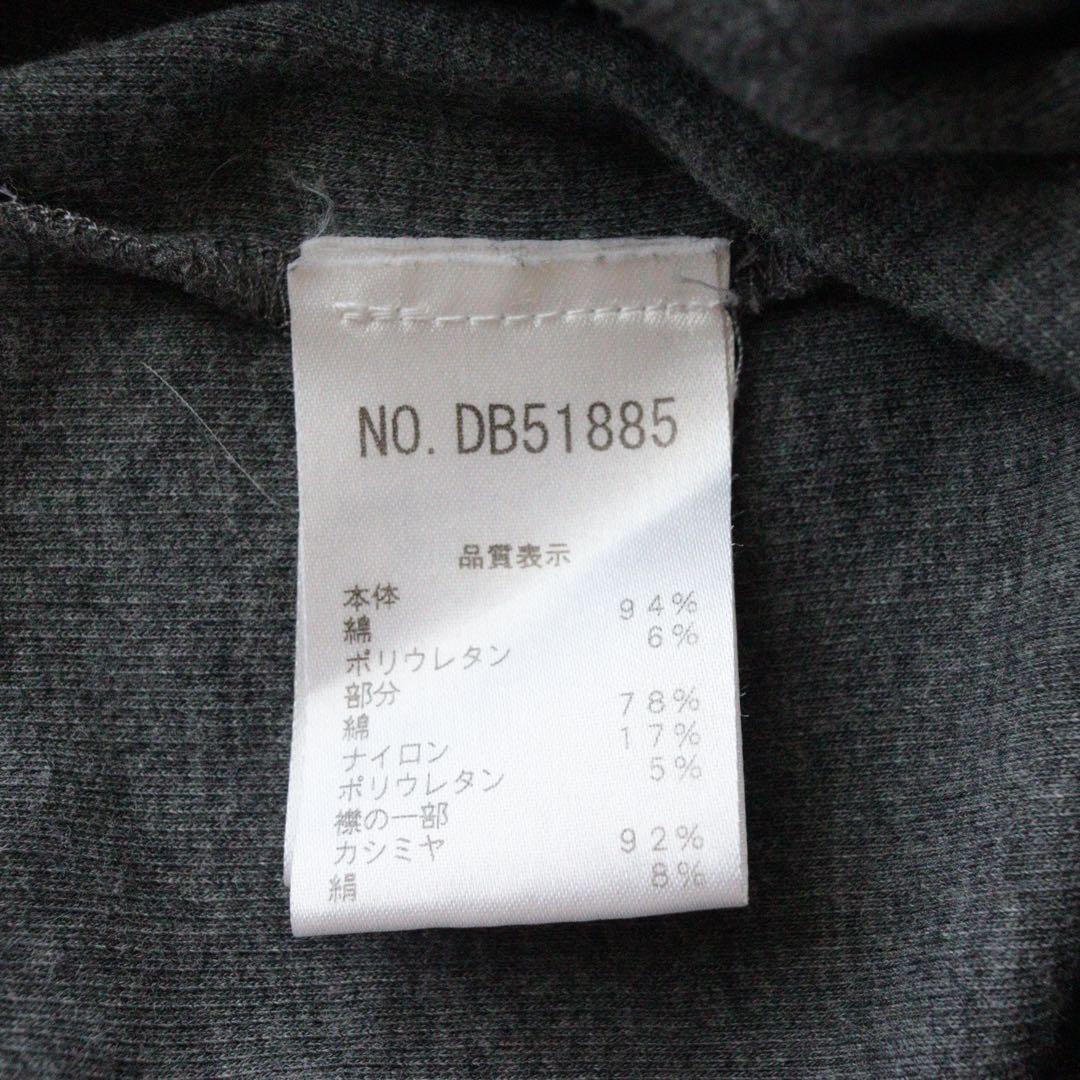 NO. DB51885
品質表示
本体
綿 94%
ポリウレタン 6%
部分
綿 78%
ナイロン 17%
ポリウレタン 5%
襟の一部
カシミヤ 92%
絹 8%